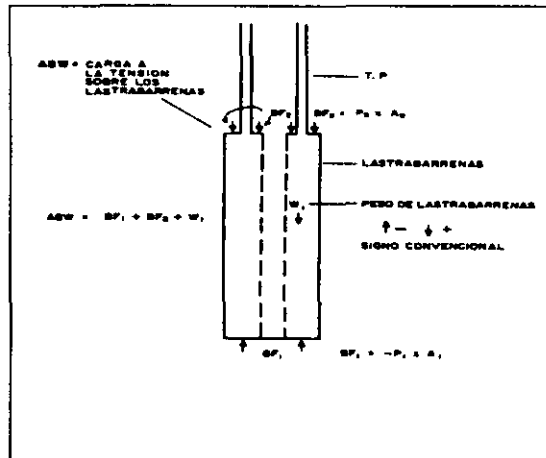 ABW = CARGA A
LA TENSION
SOBRE LOS
LASTRABARRENAS
T. P
BF₂
BF₂ = P₂ x A₂
LASTRABARRENAS
W₁
PESO DE LASTRABARRENAS
ABW = BF₁ + BF₂ + W₁
↑ - ↓ +
SIGNO CONVENCIONAL
BF₁
BF₁ = -P₁ x A₁